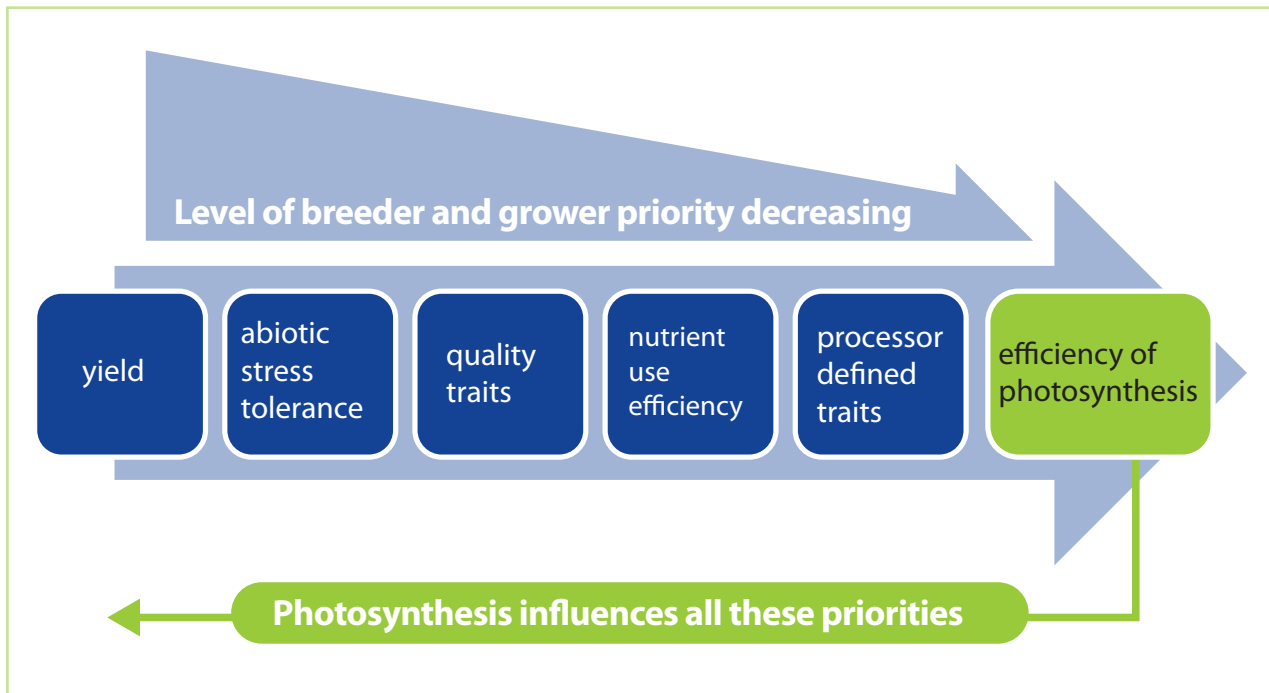 Level of breeder and grower priority decreasing
yield
abiotic
stress
tolerance
quality
traits
nutrient
use
efficiency
processor
defined
traits
efficiency of
photosynthesis
Photosynthesis influences all these priorities